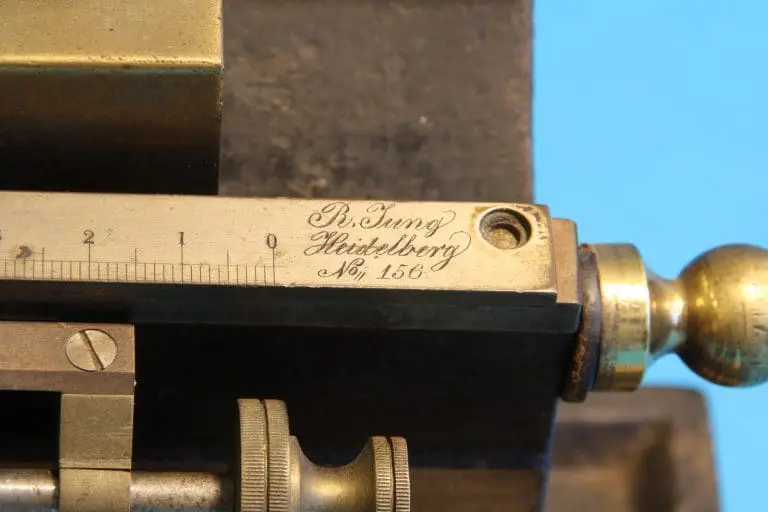 2 1 0
R. Jung
Heidelberg
No 156